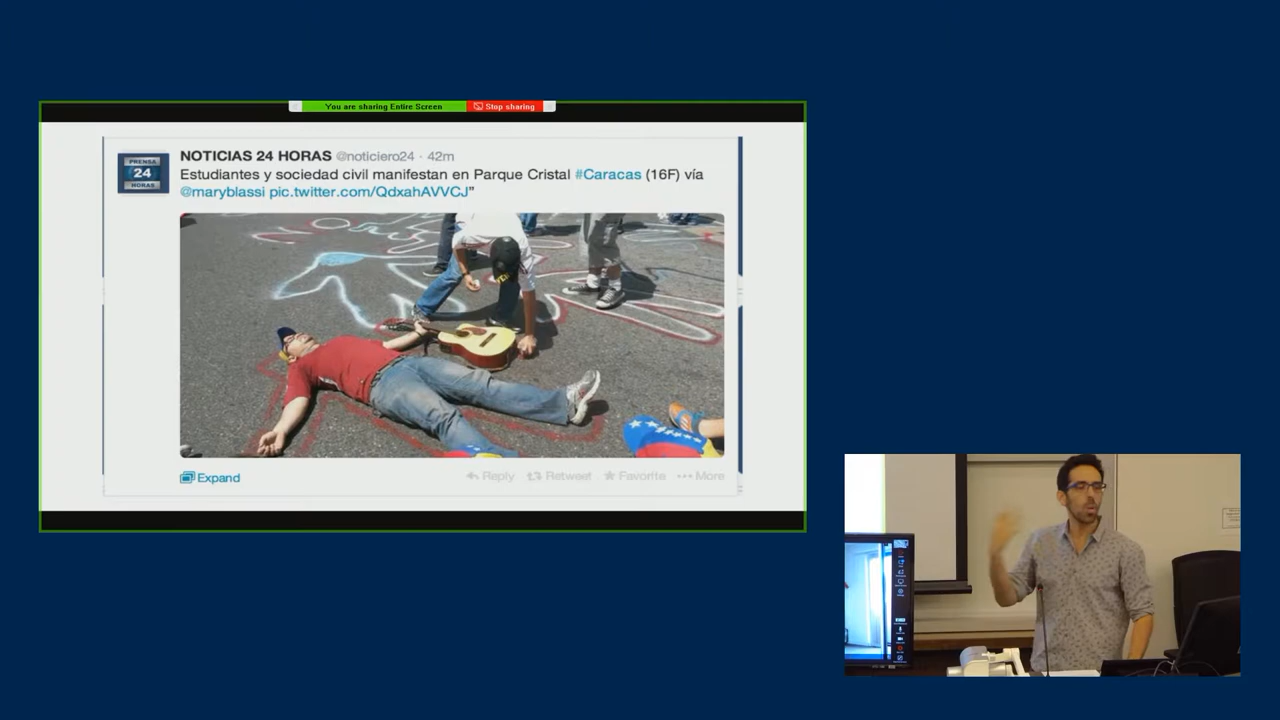 You are sharing Entire Screen Stop sharing
PRENSA
24
HORAS
NOTICIAS 24 HORAS @noticiero24 · 42m
Estudiantes y sociedad civil manifestan en Parque Cristal #Caracas (16F) vía
@maryblassi pic.twitter.com/QdxahAVVCJ"
Expand
Reply Retweet Favorite More